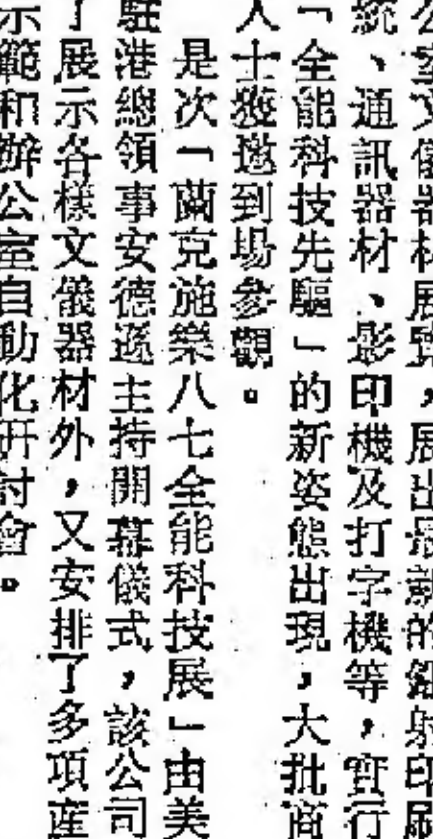 公室文儀器材展覽，展出最新的鐳射印刷
統、通訊器材、影印機及打字機等，實行
「全能科技先驅」的新姿態出現，大批商
人士獲邀到場參觀。
是次「蘭克施樂八七全能科技展」由美
駐港總領事安德遜主持開幕儀式，該公司
了展示各樣文儀器材外，又安排了多項產
示範和辦公室自動化研討會。